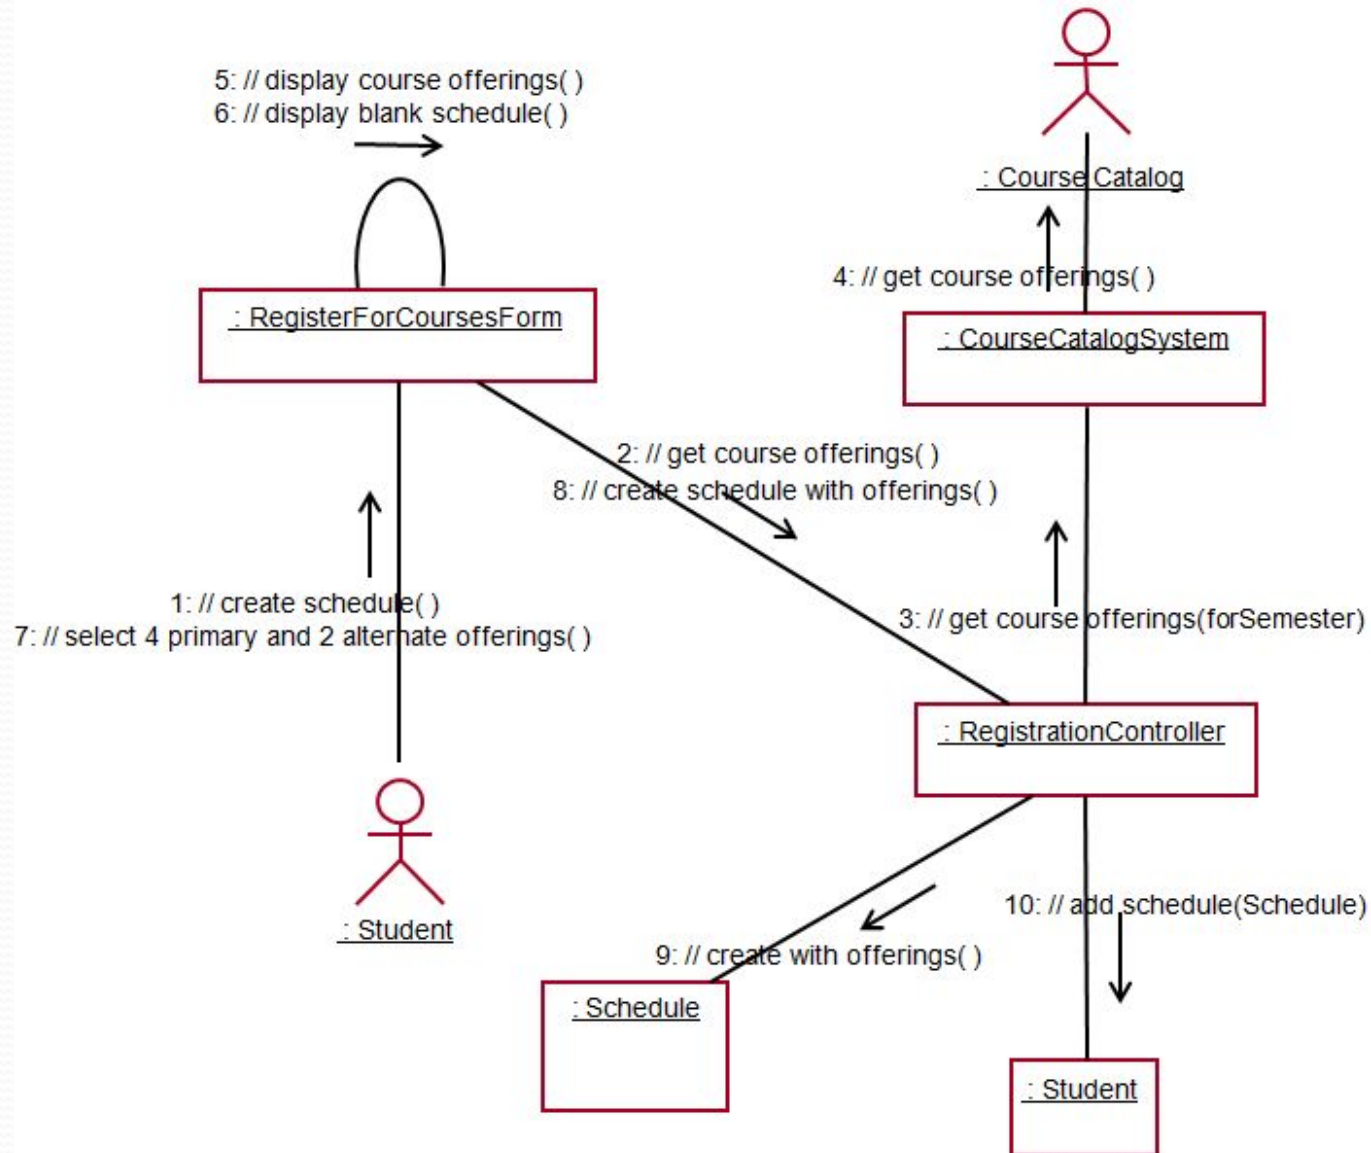 5: // display course offerings( )
6: // display blank schedule( )
: Course Catalog
4: // get course offerings( )
: RegisterForCoursesForm
: CourseCatalogSystem
2: // get course offerings( )
8: // create schedule with offerings( )
1: // create schedule( )
7: // select 4 primary and 2 alternate offerings( )
3: // get course offerings(forSemester)
: RegistrationController
: Student
10: // add schedule(Schedule)
9: // create with offerings( )
: Schedule
: Student